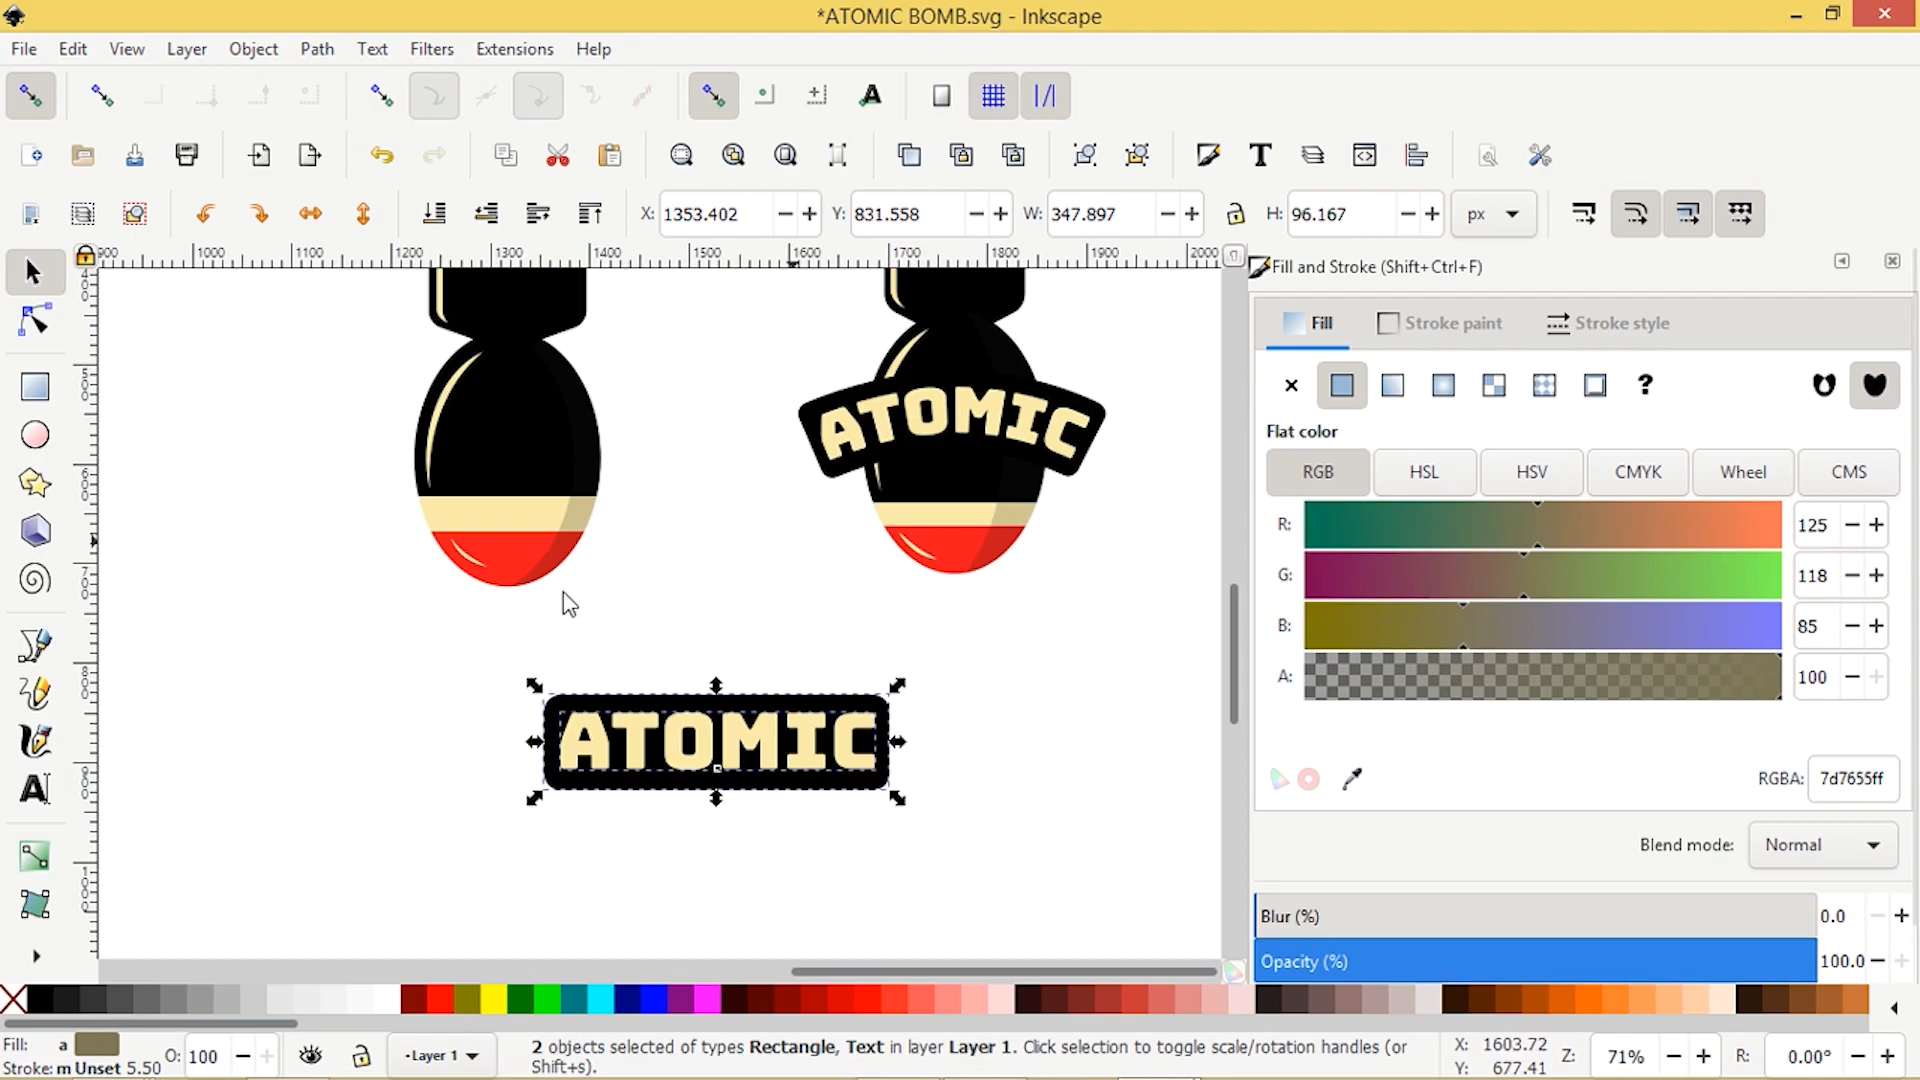 *ATOMIC BOMB.svg - Inkscape
File Edit View Layer Object Path Text Filters Extensions Help
X: 1353.402 Y: 831.558 W: 347.897 H: 96.167 px
900 1000 1100 1200 1300 1400 1500 1600 1700 1800 1900 2000
Fill and Stroke (Shift+Ctrl+F)
Fill Stroke paint Stroke style
?
Flat color
RGB HSL HSV CMYK Wheel CMS
R: 125
G: 118
B: 85
A: 100
RGBA: 7d7655ff
Blend mode: Normal
Blur (%) 0.0
Opacity (%) 100.0
ATOMIC
ATOMIC
Fill: a
Stroke: m Unset 5.50
O: 100
Layer 1
2 objects selected of types Rectangle, Text in layer Layer 1. Click selection to toggle scale/rotation handles (or
Shift+s).
X: 1603.72
Y: 677.41
Z: 71% R: 0.00°